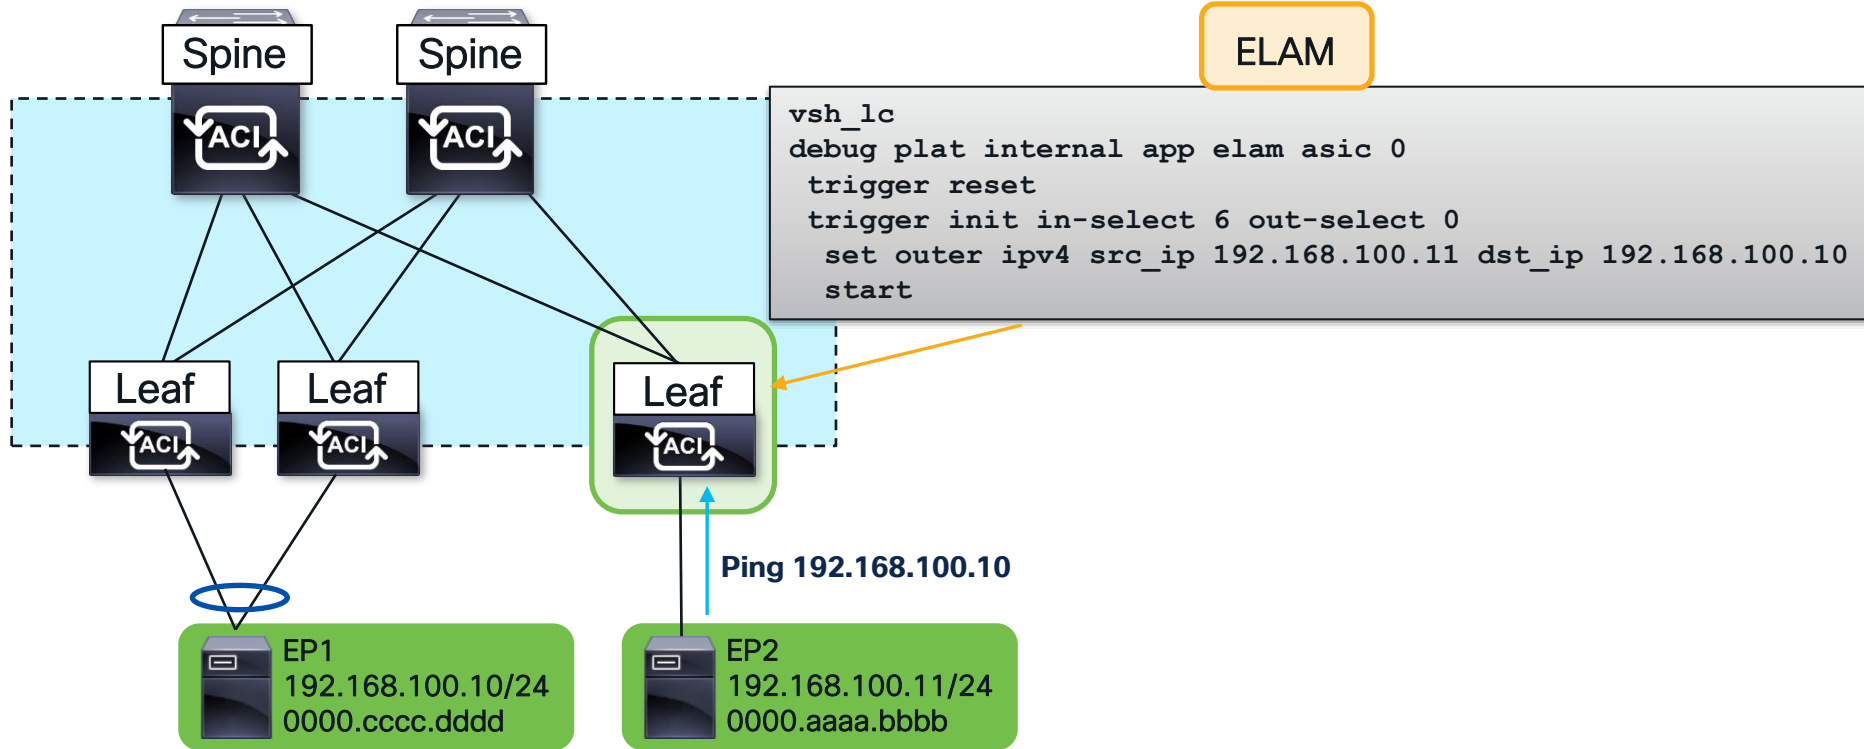 Spine
Spine
ELAM
ACI
ACI
vsh_lc
debug plat internal app elam asic 0
trigger reset
trigger init in-select 6 out-select 0
set outer ipv4 src_ip 192.168.100.11 dst_ip 192.168.100.10
start
Leaf
Leaf
Leaf
ACI
ACI
ACI
Ping 192.168.100.10
EP1
192.168.100.10/24
0000.cccc.dddd
EP2
192.168.100.11/24
0000.aaaa.bbbb